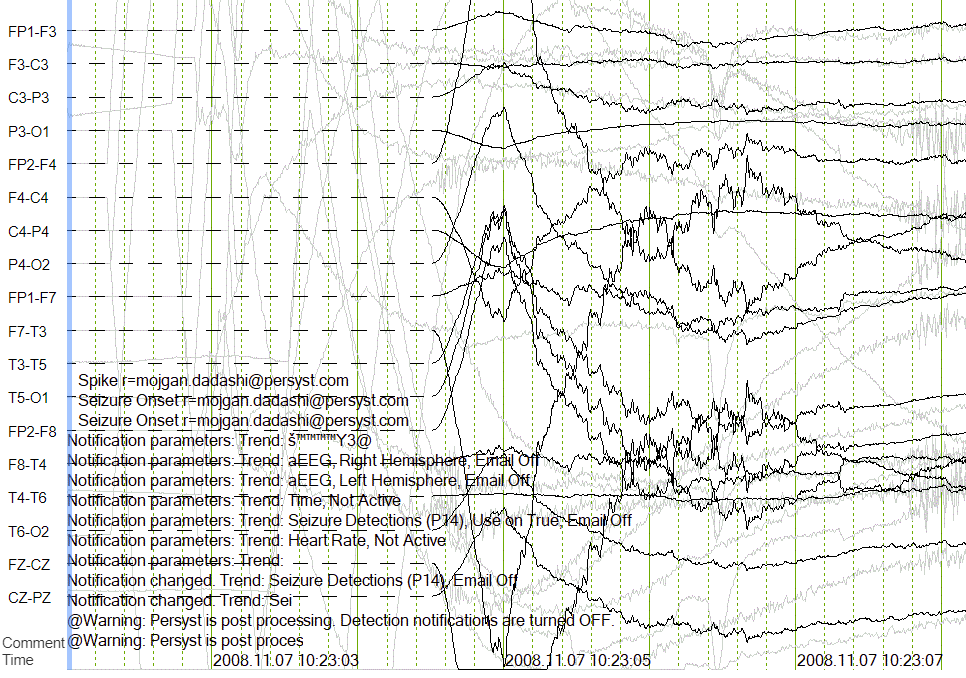 FP1-F3
F3-C3
C3-P3
P3-O1
FP2-F4
F4-C4
C4-P4
P4-O2
FP1-F7
F7-T3
T3-T5
T5-O1
FP2-F8
F8-T4
T4-T6
T6-O2
FZ-CZ
CZ-PZ
Spike r=mojgan.dadashi@persyst.com
Seizure Onset r=mojgan.dadashi@persyst.com
Seizure Onset r=mojgan.dadashi@persyst.com
Notification parameters: Trend: š™™™™Y3@
Notification parameters: Trend: aEEG, Right Hemisphere, Email Off
Notification parameters: Trend: aEEG, Left Hemisphere, Email Off
Notification parameters: Trend: Time, Not Active
Notification parameters: Trend: Seizure Detections (P14), Use on True, Email Off
Notification parameters: Trend: Heart Rate, Not Active
Notification parameters: Trend:
Notification changed. Trend: Seizure Detections (P14), Email Off
Notification changed. Trend: Sei
@Warning: Persyst is post processing. Detection notifications are turned OFF.
@Warning: Persyst is post proces
Comment
Time 2008.11.07 10:23:03 2008.11.07 10:23:05 2008.11.07 10:23:07